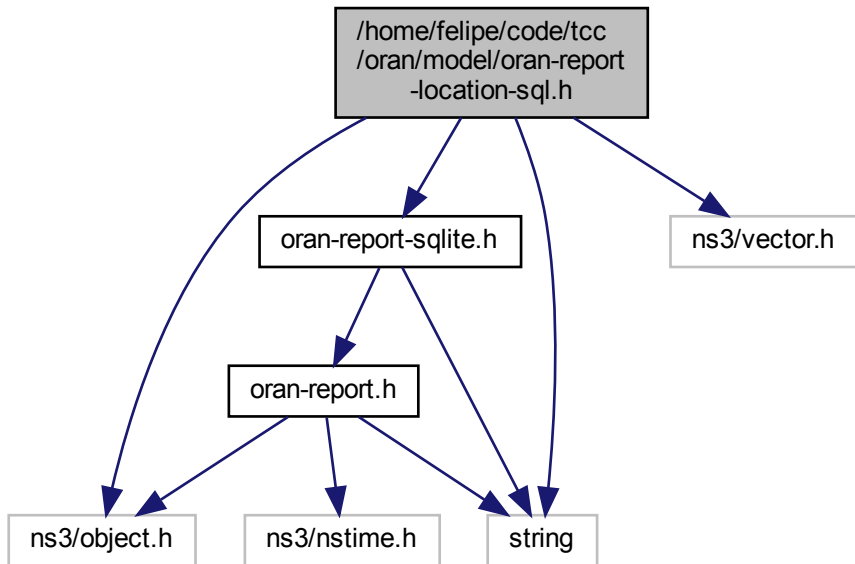 /home/felipe/code/tcc
/oran/model/oran-report
-location-sql.h
oran-report-sqlite.h
ns3/vector.h
oran-report.h
ns3/object.h
ns3/nstime.h
string